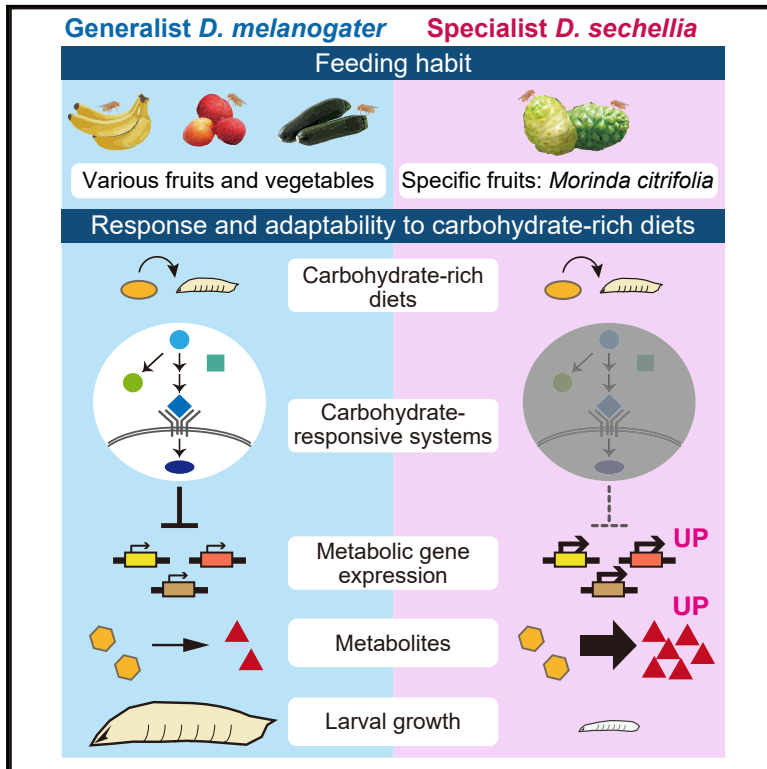 Generalist D. melanogater Specialist D. sechellia
Feeding habit
Various fruits and vegetables
Specific fruits: Morinda citrifolia
Response and adaptability to carbohydrate-rich diets
Carbohydrate-rich
diets
Carbohydrate-
responsive systems
Metabolic gene
expression
UP
UP
Metabolites
Larval growth